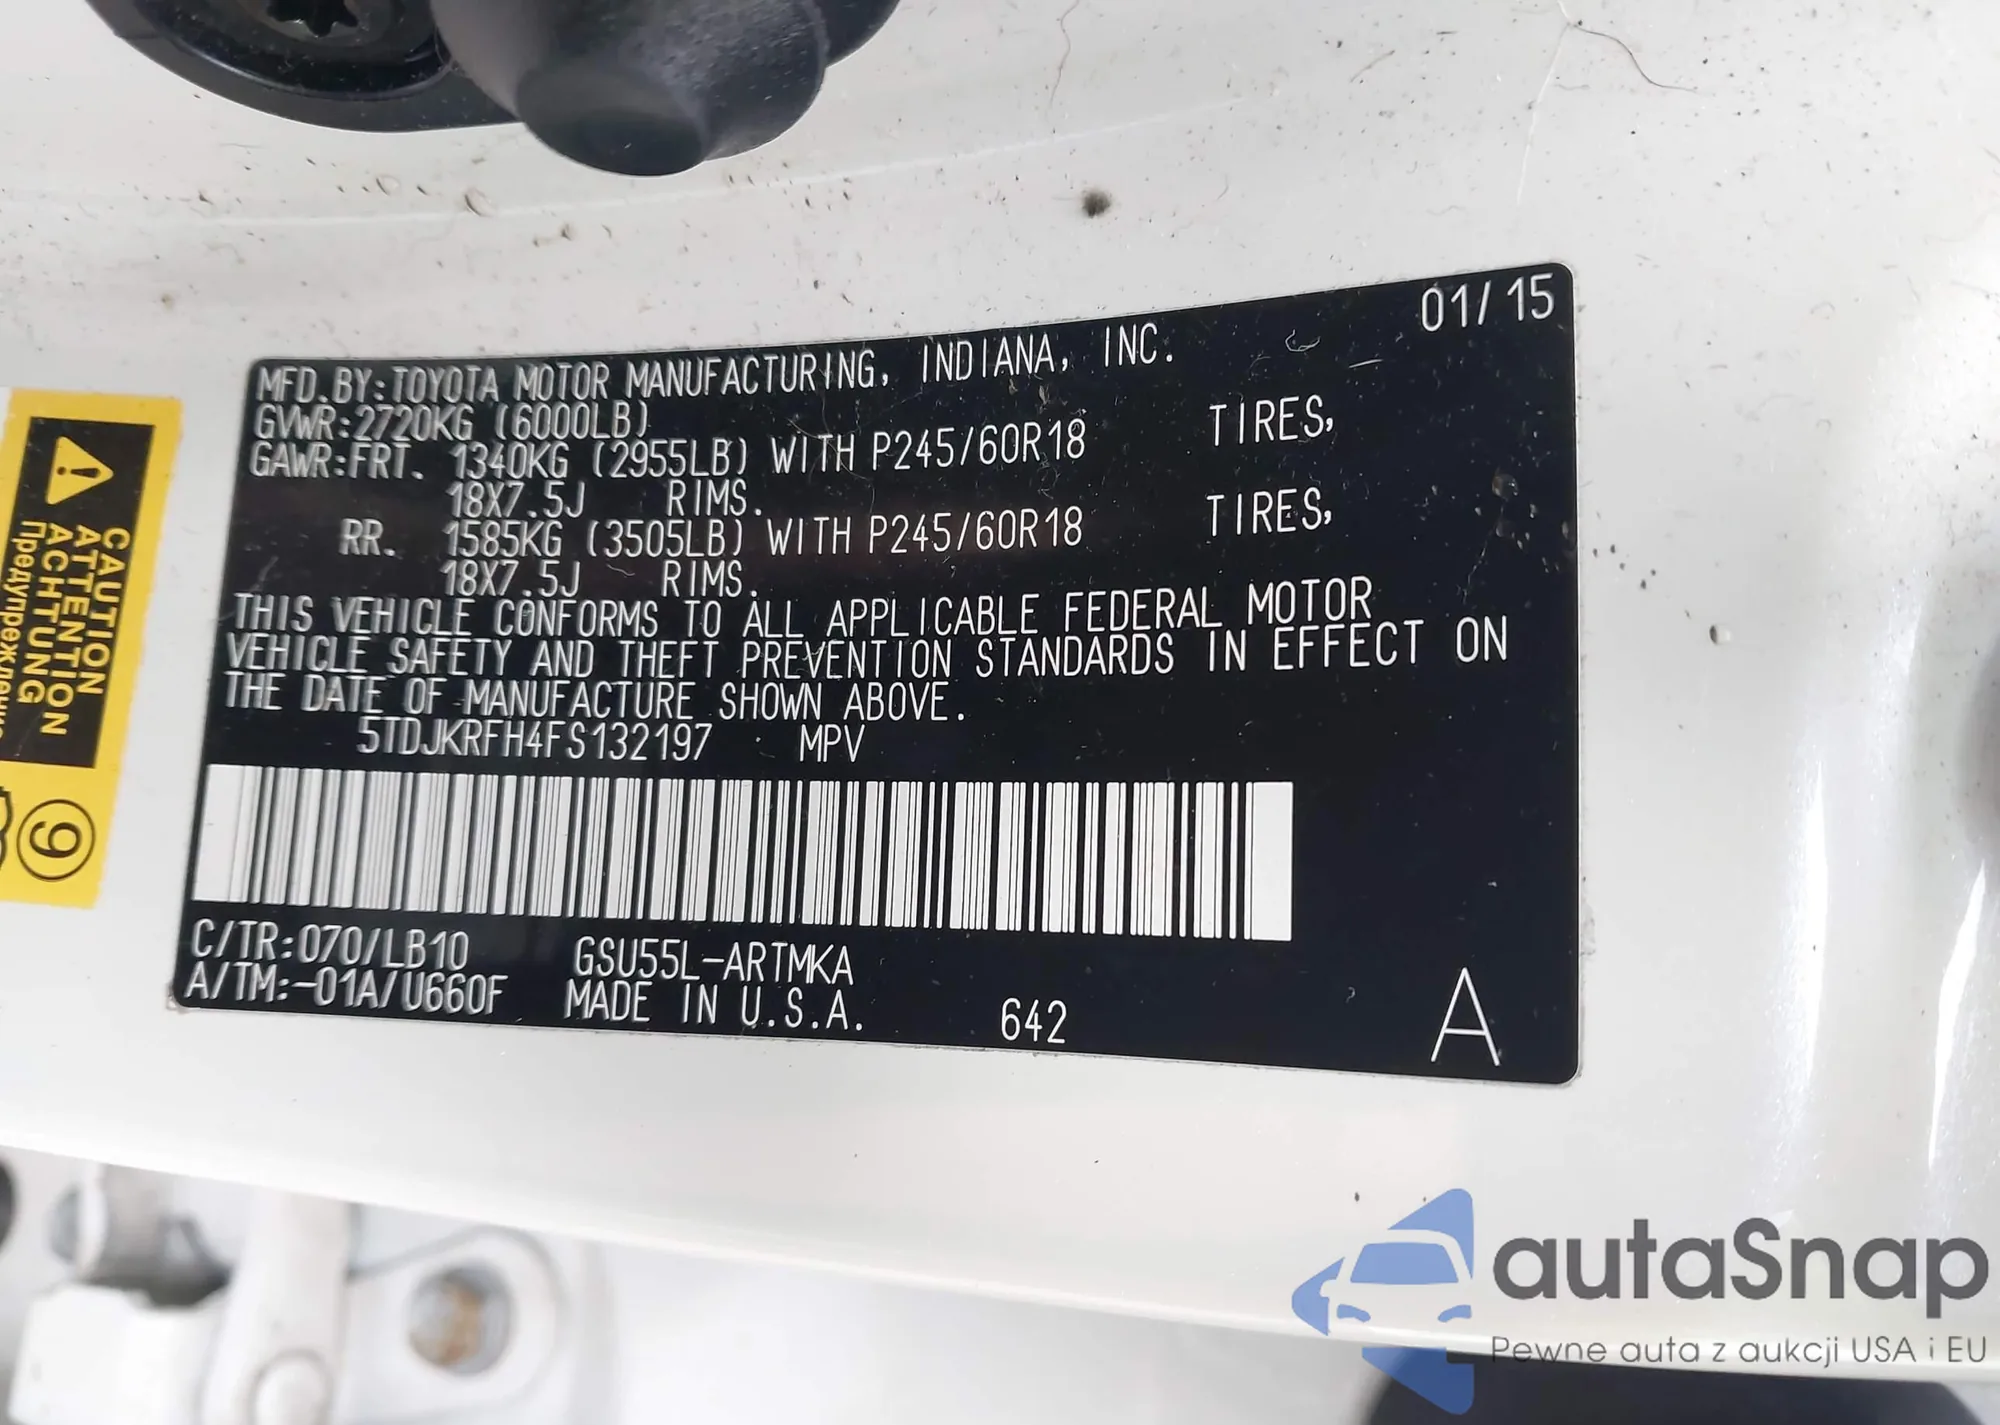 01/15
MFD.BY:TOYOTA MOTOR MANUFACTURING, INDIANA, INC.
GVWR:2720KG (6000LB)
GAWR:FRT. 1340KG (2955LB) WITH P245/60R18 TIRES,
18X7.5J RIMS.
RR. 1585KG (3505LB) WITH P245/60R18 TIRES,
18X7.5J RIMS.
THIS VEHICLE CONFORMS TO ALL APPLICABLE FEDERAL MOTOR
VEHICLE SAFETY AND THEFT PREVENTION STANDARDS IN EFFECT ON
THE DATE OF MANUFACTURE SHOWN ABOVE.
5TDJKRFH4FS132197 MPV
C/TR:070/LB10 GSU55L-ARTMKA
A/TM:-01A/U660F MADE IN U.S.A. 642 A
CAUTION
ATTENTION
ACHTUNG
9
autaSnap
Pewne auta z aukcji USA i EU